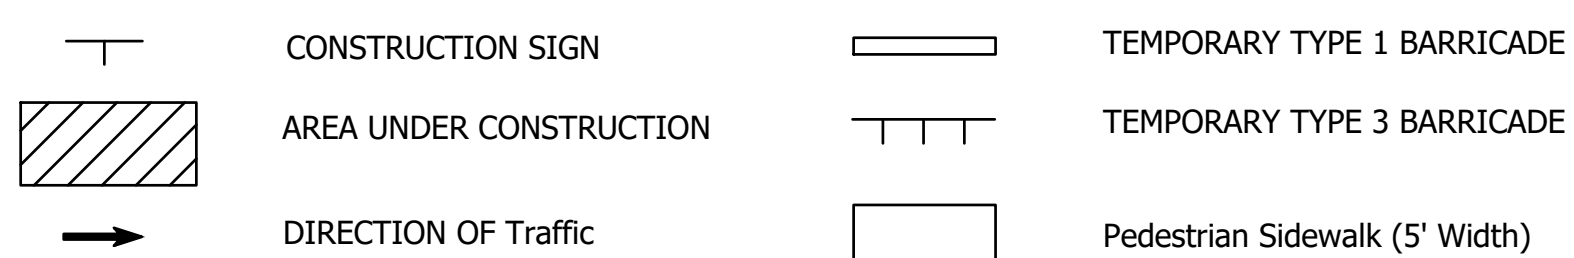 CONSTRUCTION SIGN
AREA UNDER CONSTRUCTION
DIRECTION OF Traffic
TEMPORARY TYPE 1 BARRICADE
TEMPORARY TYPE 3 BARRICADE
Pedestrian Sidewalk (5' Width)